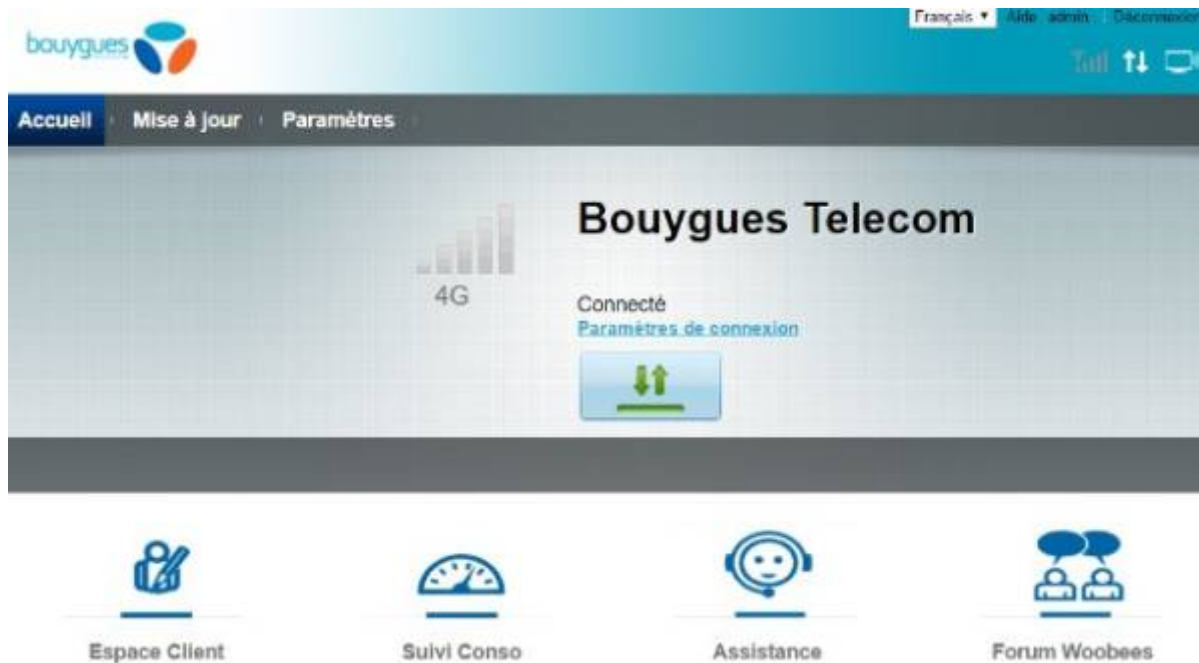 Français
Aide admin Déconnexion
bouygues
Accueil
Mise à jour
Paramètres
Bouygues Telecom
4G
Connecté
Paramètres de connexion
Espace Client
Suivi Conso
Assistance
Forum Woobees